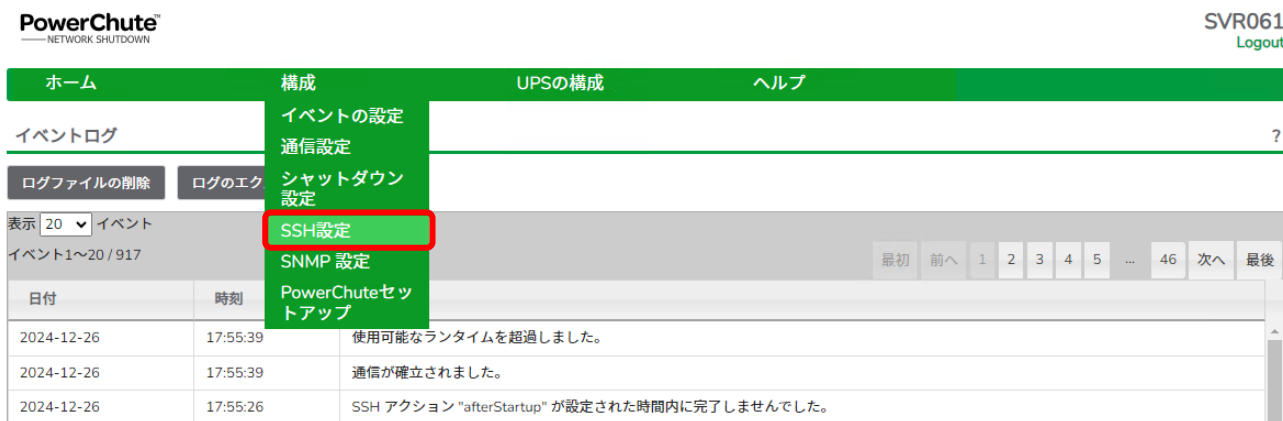 PowerChute™
NETWORK SHUTDOWN
SVR061
Logout
ホーム 構成 UPSの構成 ヘルプ
イベントの設定
通信設定
シャットダウン
設定
SSH設定
SNMP 設定
PowerChuteセッ
トアップ
イベントログ ?
ログファイルの削除 ログのエク
表示 20 イベント
イベント1～20 / 917
最初 前へ 1 2 3 4 5 ... 46 次へ 最後
日付 時刻
2024-12-26 17:55:39 使用可能なランタイムを超過しました。
2024-12-26 17:55:39 通信が確立されました。
2024-12-26 17:55:26 SSH アクション "afterStartup" が設定された時間内に完了しませんでした。